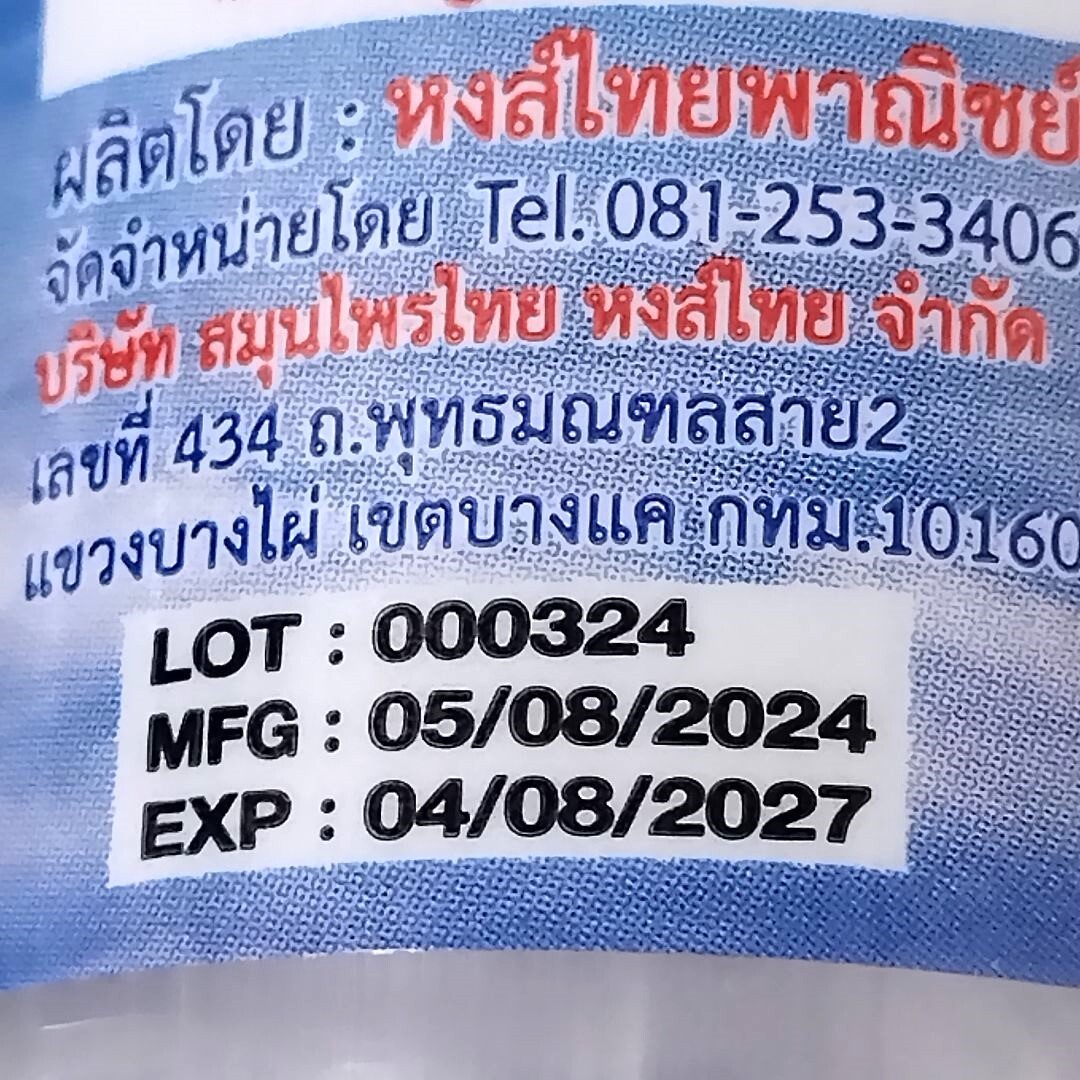 ผลิตโดย : หงส์ไทยพาณิชย์
จัดจำหน่ายโดย Tel. 081-253-3406
บริษัท สมุนไพรไทย หงส์ไทย จำกัด
เลขที่ 434 ถ.พุทธมณฑลสาย2
แขวงบางไผ่ เขตบางแค กทม.10160
LOT : 000324
MFG : 05/08/2024
EXP : 04/08/2027